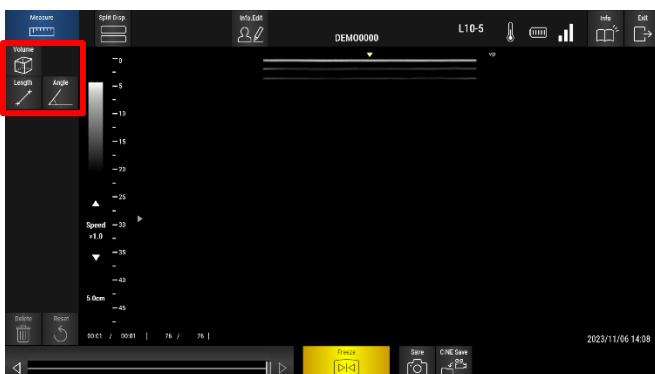 Measure
Split Disp.
Info.Edit
DEMO0000
L10-5
Info
Exit
Volume
Length
Angle
0
5
10
15
20
25
30
35
40
45
Speed
×1.0
5.0cm
Delete
Reset
00:01 / 00:01 | 76 / 76 |
2023/11/06 14:08
Freeze
Save
CINE Save